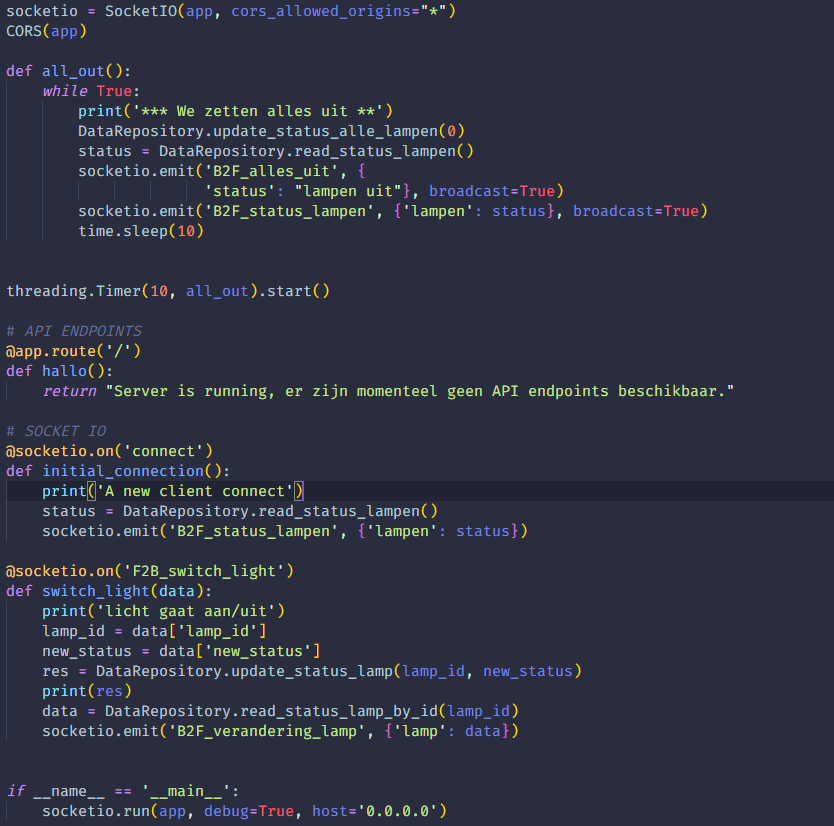 socketio = SocketIO(app, cors_allowed_origins="*")
CORS(app)

def all_out():
    while True:
        print('*** We zetten alles uit **')
        DataRepository.update_status_alle_lampen(0)
        status = DataRepository.read_status_lampen()
        socketio.emit('B2F_alles_uit', {
                      'status': "lampen uit"}, broadcast=True)
        socketio.emit('B2F_status_lampen', {'lampen': status}, broadcast=True)
        time.sleep(10)


threading.Timer(10, all_out).start()

# API ENDPOINTS
@app.route('/')
def hallo():
    return "Server is running, er zijn momenteel geen API endpoints beschikbaar."

# SOCKET IO
@socketio.on('connect')
def initial_connection():
    print('A new client connect')
    status = DataRepository.read_status_lampen()
    socketio.emit('B2F_status_lampen', {'lampen': status})

@socketio.on('F2B_switch_light')
def switch_light(data):
    print('licht gaat aan/uit')
    lamp_id = data['lamp_id']
    new_status = data['new_status']
    res = DataRepository.update_status_lamp(lamp_id, new_status)
    print(res)
    data = DataRepository.read_status_lamp_by_id(lamp_id)
    socketio.emit('B2F_verandering_lamp', {'lamp': data})


if __name__ == '__main__':
    socketio.run(app, debug=True, host='0.0.0.0')